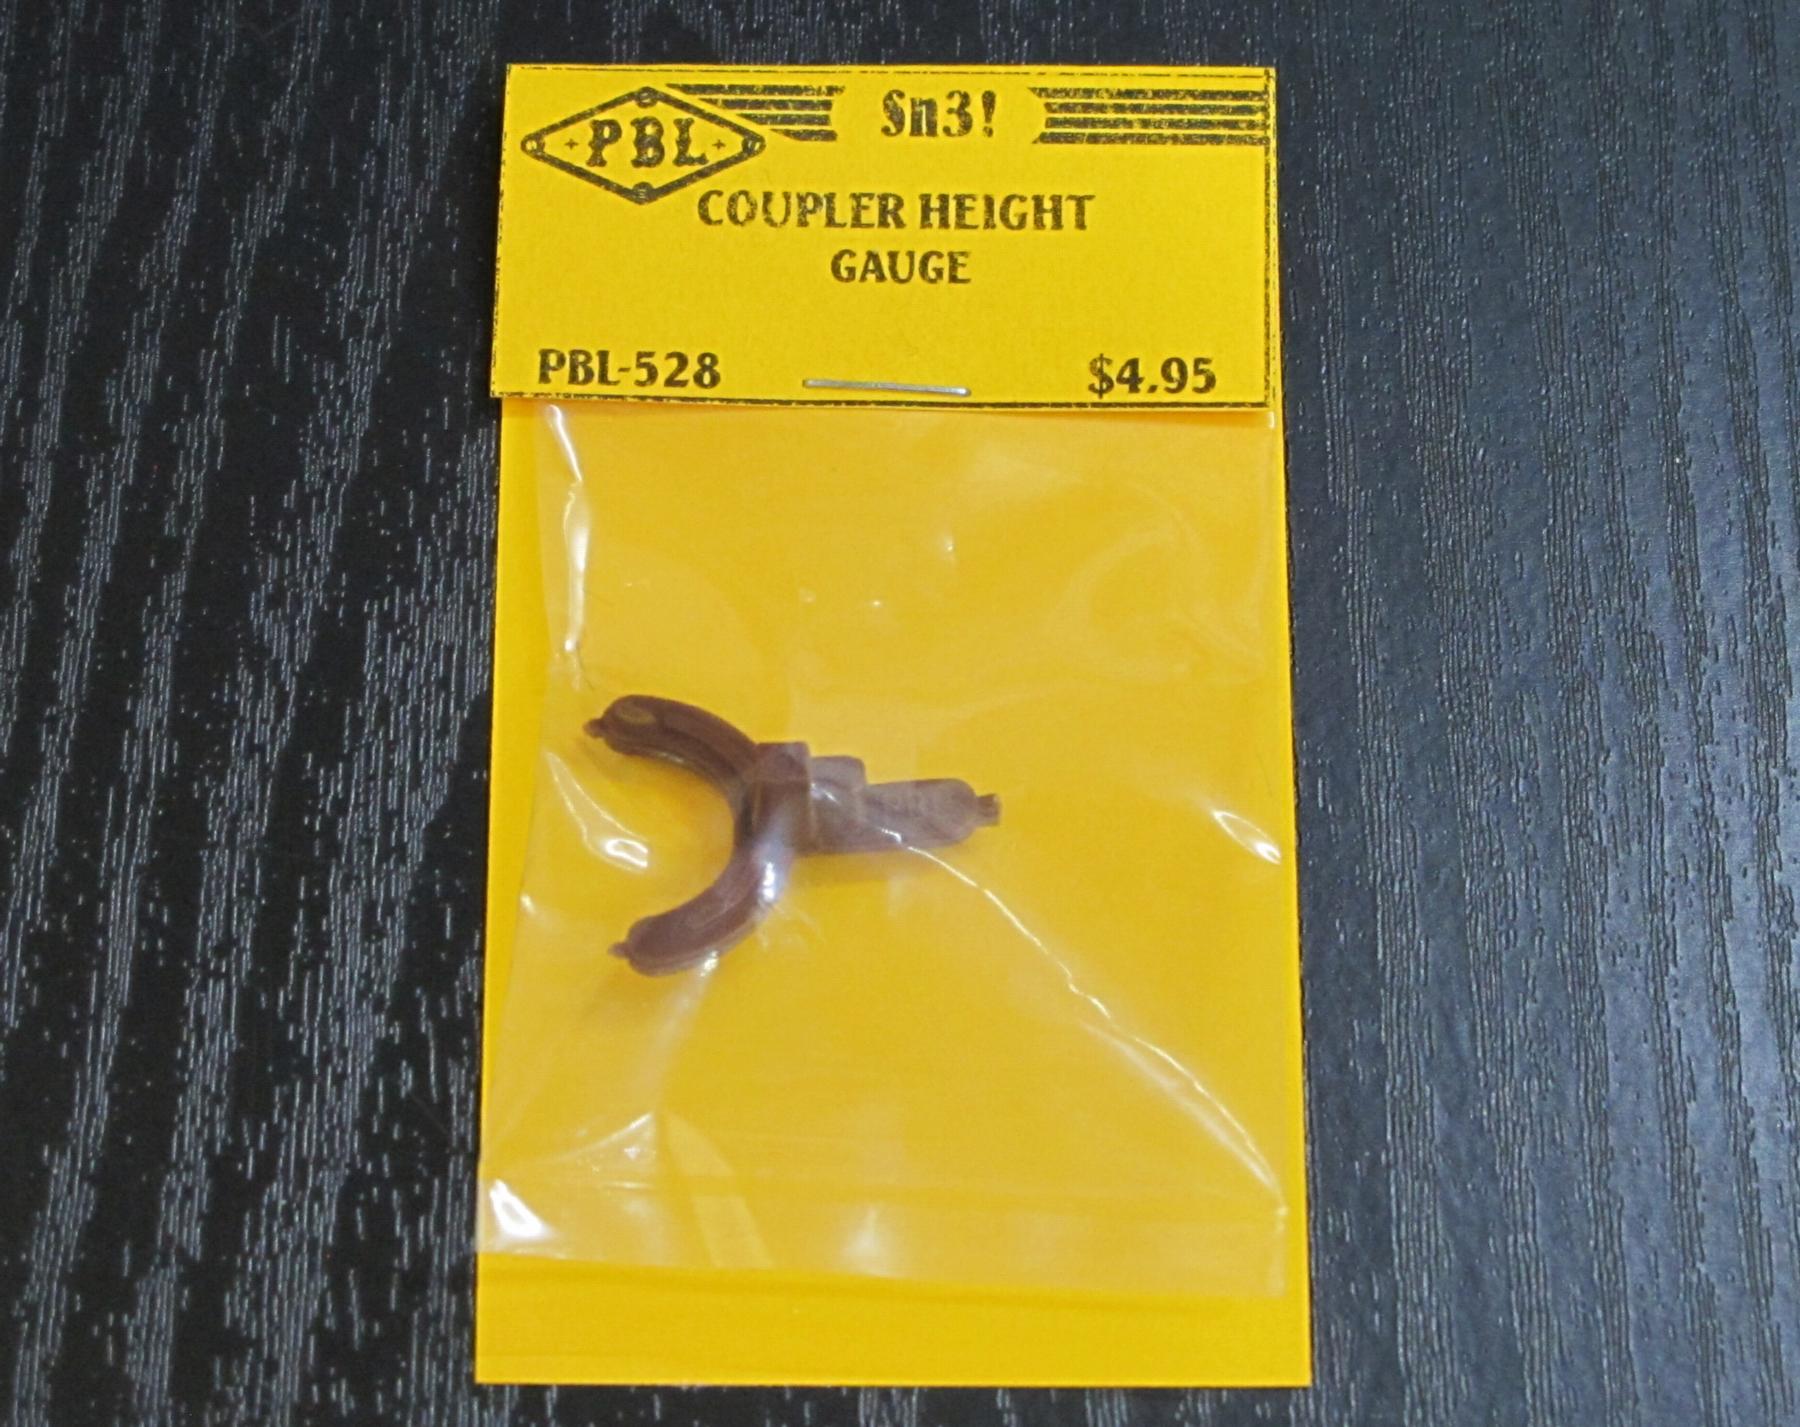 PBL
Sn3!
COUPLER HEIGHT
GAUGE
PBL-528
$4.95